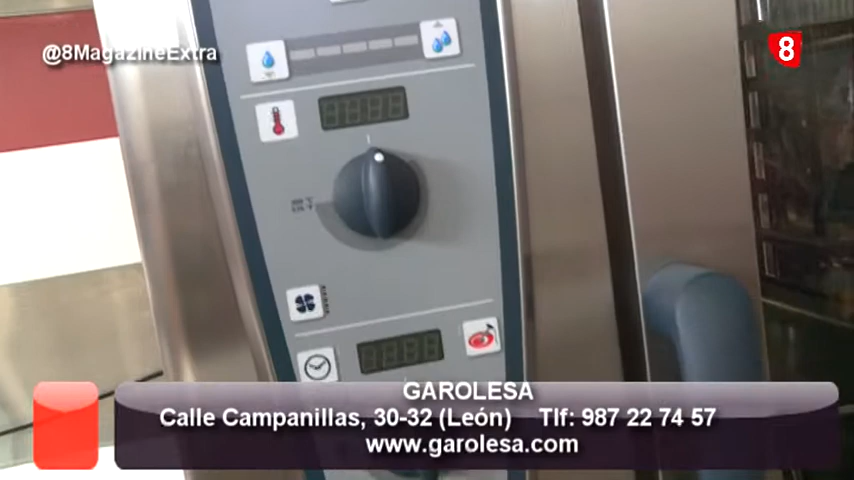 @8MagazineExtra
8
GAROLESA
Calle Campanillas, 30-32 (León) Tlf: 987 22 74 57
www.garolesa.com